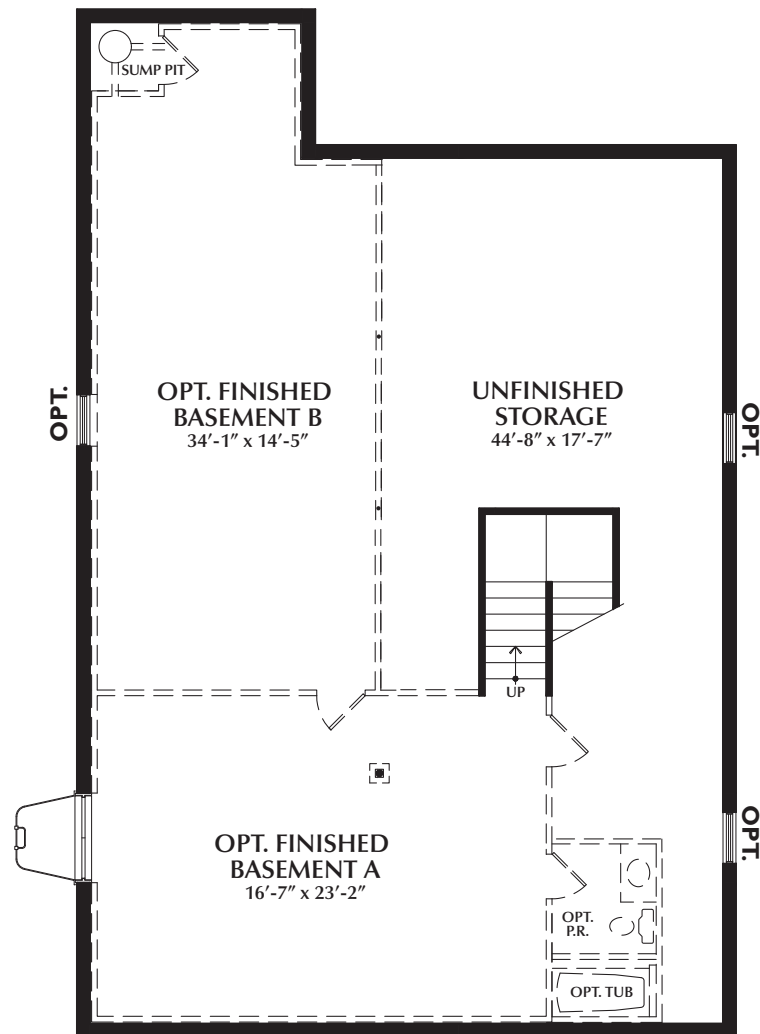 SUMP PIT
OPT.
OPT. FINISHED
BASEMENT B
34′-1″ x 14′-5″
UNFINISHED
STORAGE
44′-8″ x 17′-7″
OPT.
UP
OPT. FINISHED
BASEMENT A
16′-7″ x 23′-2″
OPT.
OPT.
P.R.
OPT. TUB